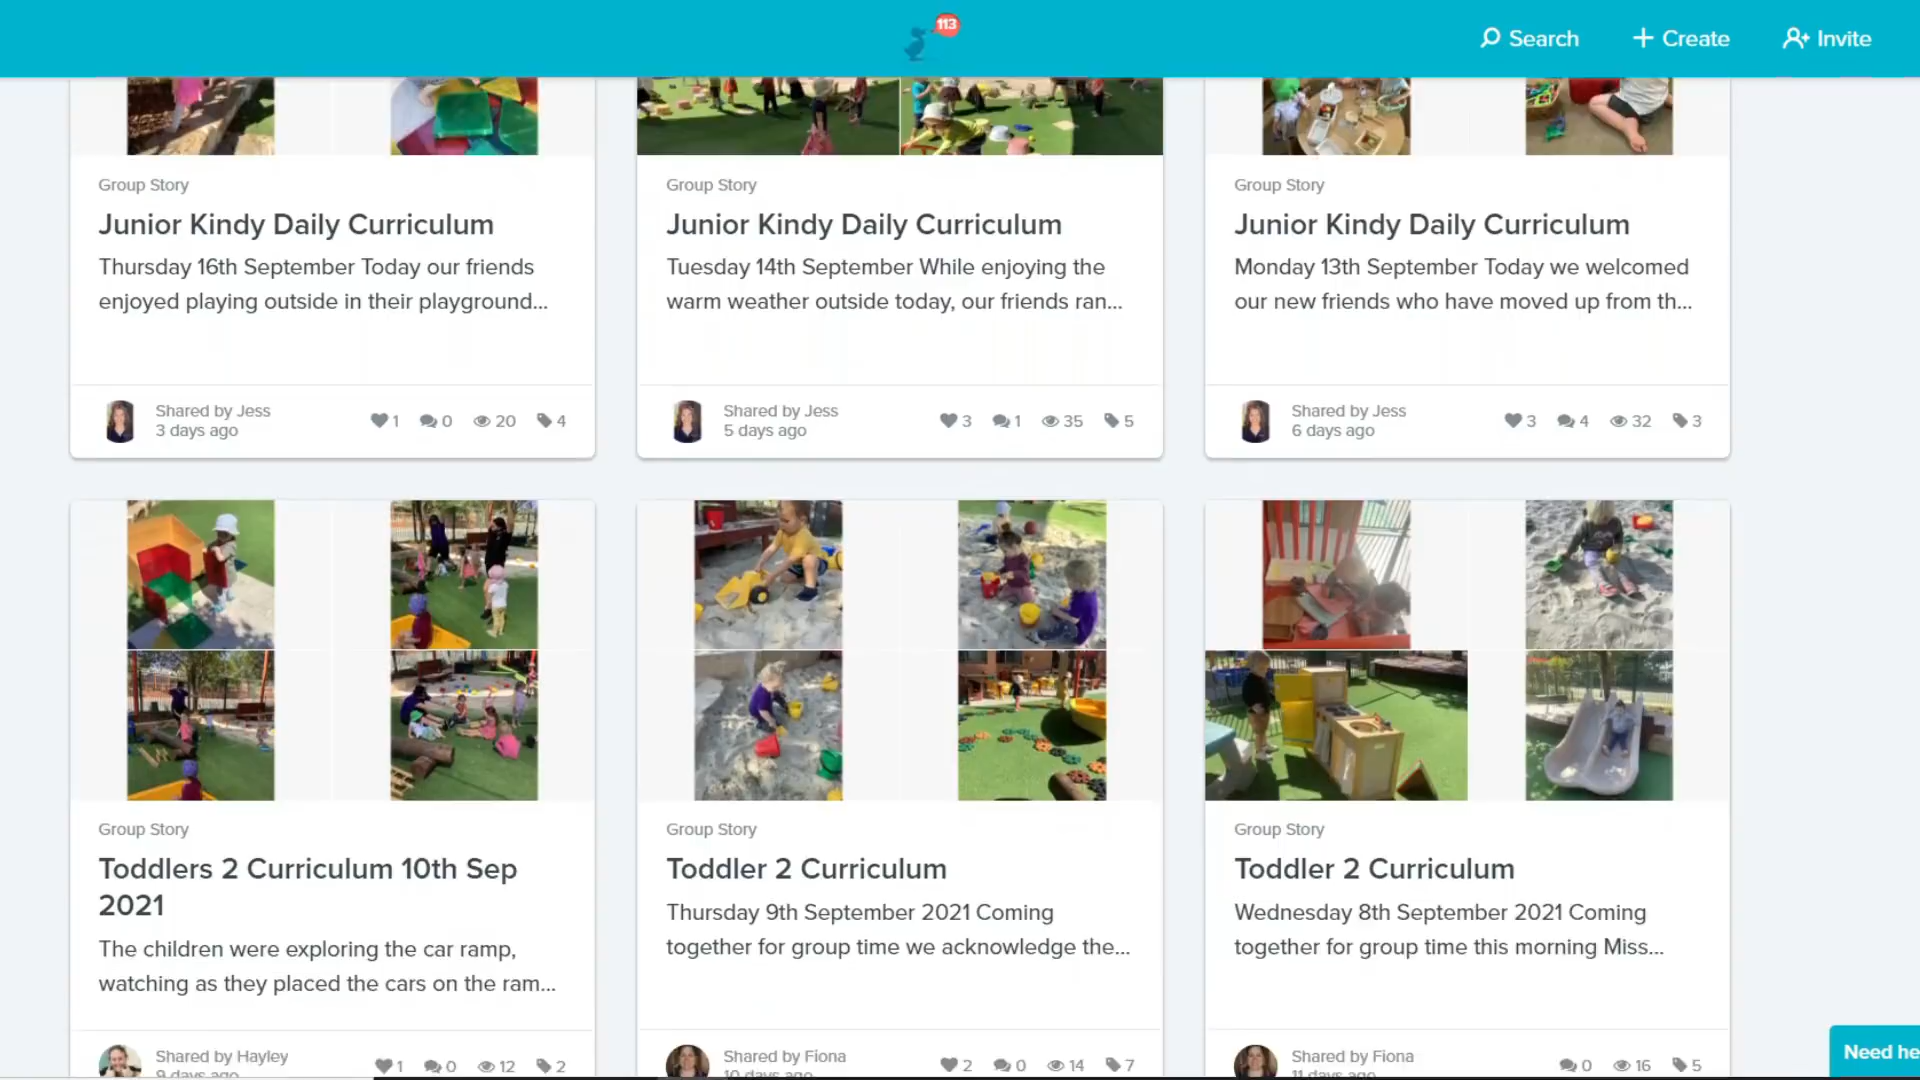 113
Search
Create
Invite
Group Story
Junior Kindy Daily Curriculum
Thursday 16th September Today our friends
enjoyed playing outside in their playground...
Shared by Jess
3 days ago
1 0 20 4
Group Story
Junior Kindy Daily Curriculum
Tuesday 14th September While enjoying the
warm weather outside today, our friends ran...
Shared by Jess
5 days ago
3 1 35 5
Group Story
Junior Kindy Daily Curriculum
Monday 13th September Today we welcomed
our new friends who have moved up from th...
Shared by Jess
6 days ago
3 4 32 3
Group Story
Toddlers 2 Curriculum 10th Sep
2021
The children were exploring the car ramp,
watching as they placed the cars on the ram...
Shared by Hayley
9 days ago
1 0 12 2
Group Story
Toddler 2 Curriculum
Thursday 9th September 2021 Coming
together for group time we acknowledge the...
Shared by Fiona
10 days ago
2 0 14 7
Group Story
Toddler 2 Curriculum
Wednesday 8th September 2021 Coming
together for group time this morning Miss...
Shared by Fiona
11 days ago
0 16 5
Need he